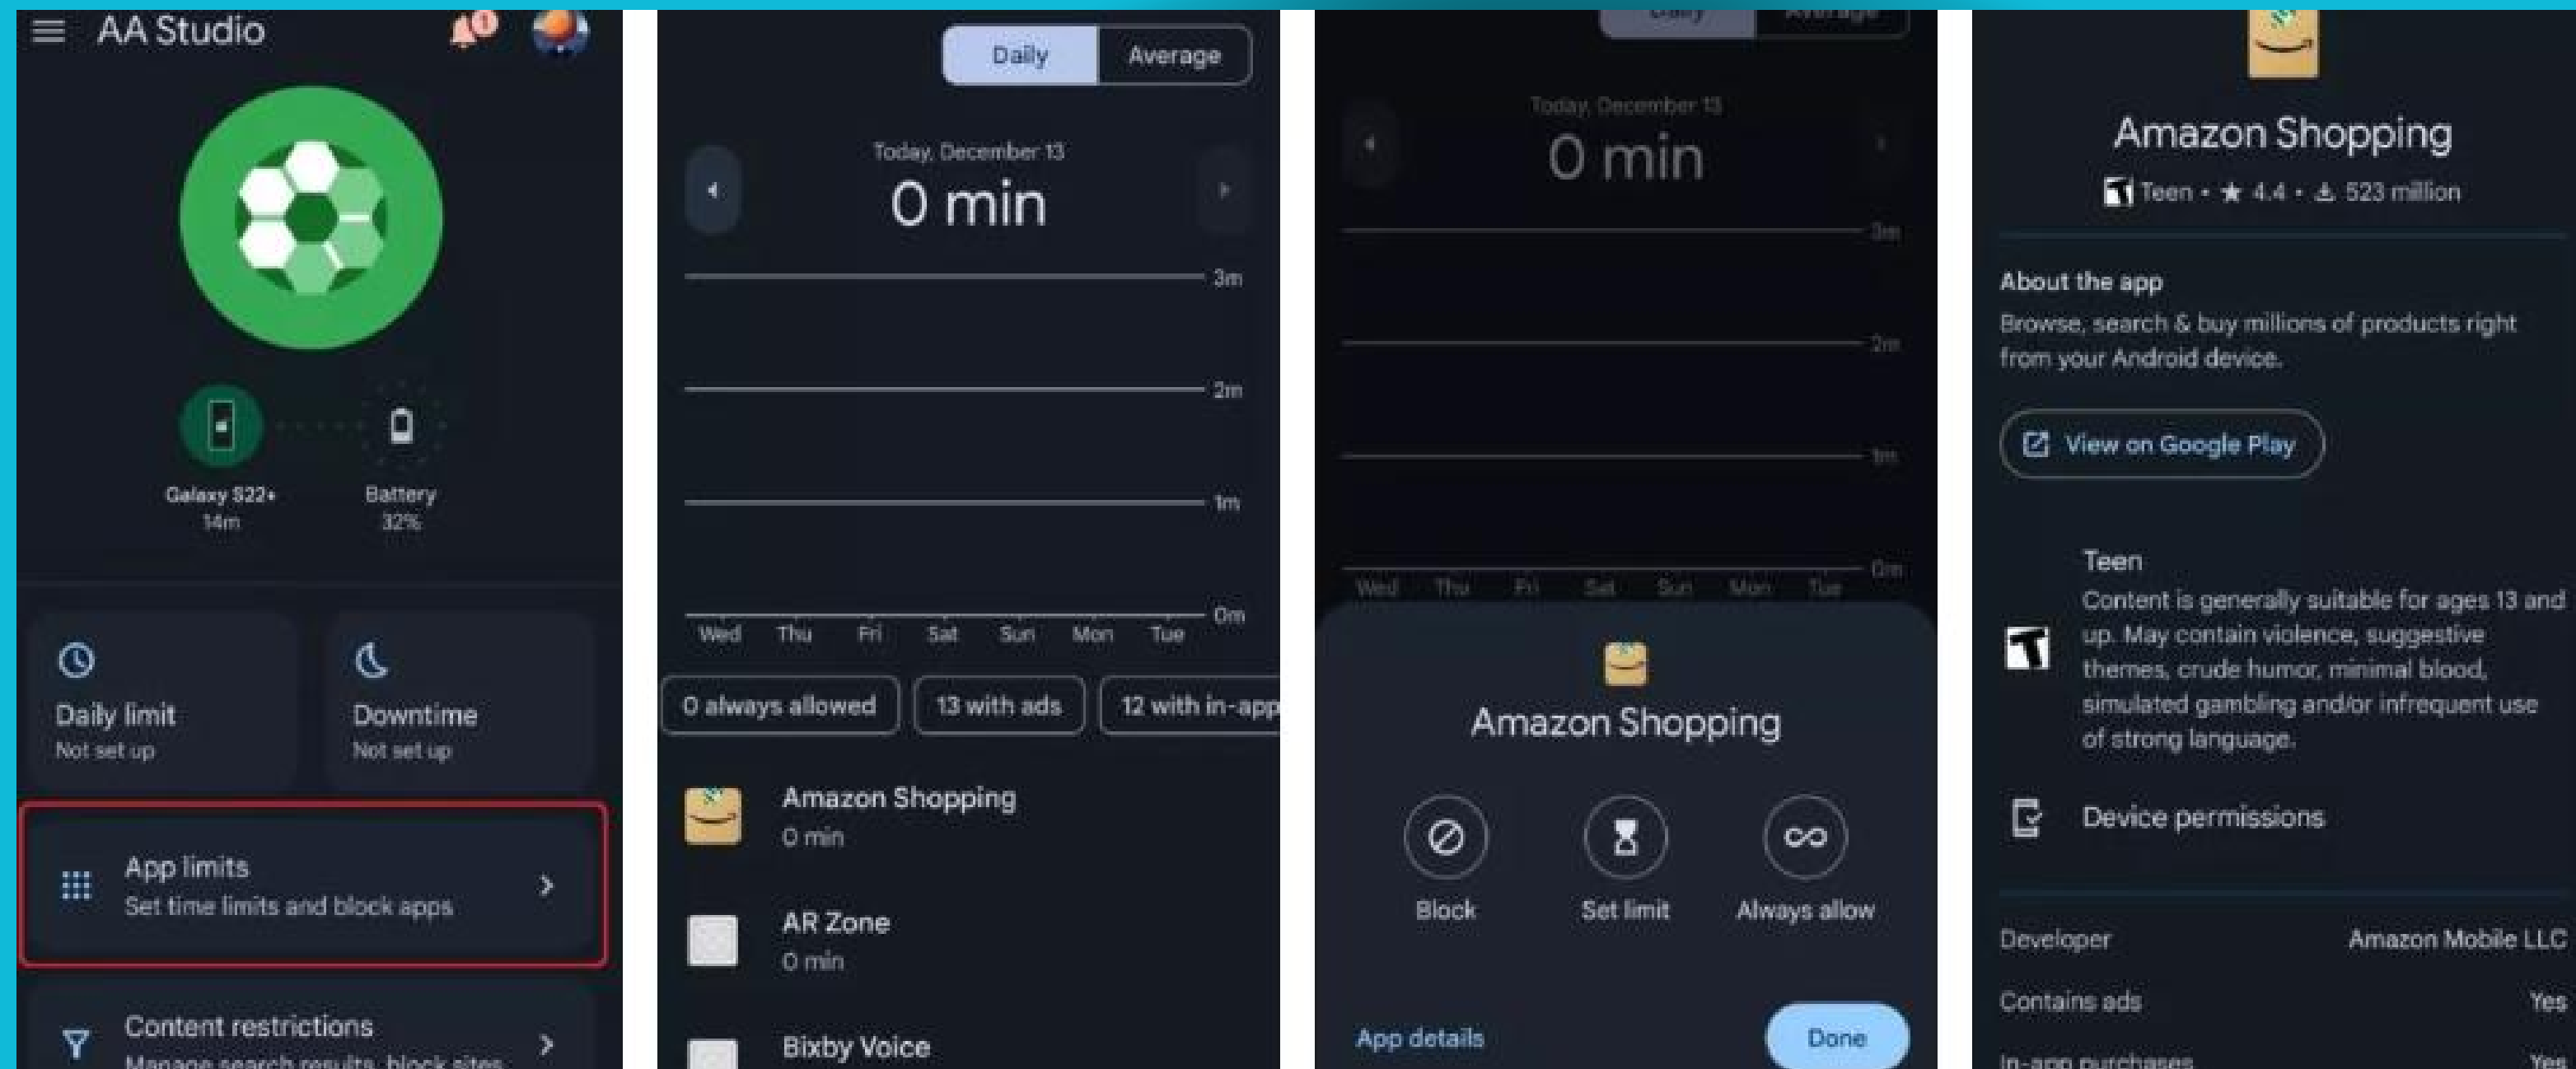 AA Studio
1
Galaxy S22+
14m
Battery
32%
Daily limit
Not set up
Downtime
Not set up
App limits
Set time limits and block apps
Content restrictions
Manage search results, block sites,
Daily
Average
Today, December 13
0 min
3m
2m
1m
0m
Wed Thu Fri Sat Sun Mon Tue
0 always allowed
13 with ads
12 with in-app
Amazon Shopping
0 min
AR Zone
0 min
Bixby Voice
Daily
Average
Today, December 13
0 min
3m
2m
1m
0m
Wed Thu Fri Sat Sun Mon Tue
Amazon Shopping
Block
Set limit
Always allow
App details
Done
Amazon Shopping
T Teen • ★ 4.4 • 523 million
About the app
Browse, search & buy millions of products right
from your Android device.
View on Google Play
Teen
T
Content is generally suitable for ages 13 and
up. May contain violence, suggestive
themes, crude humor, minimal blood,
simulated gambling and/or infrequent use
of strong language.
Device permissions
Developer
Amazon Mobile LLC
Contains ads
Yes
In-app purchases
Yes